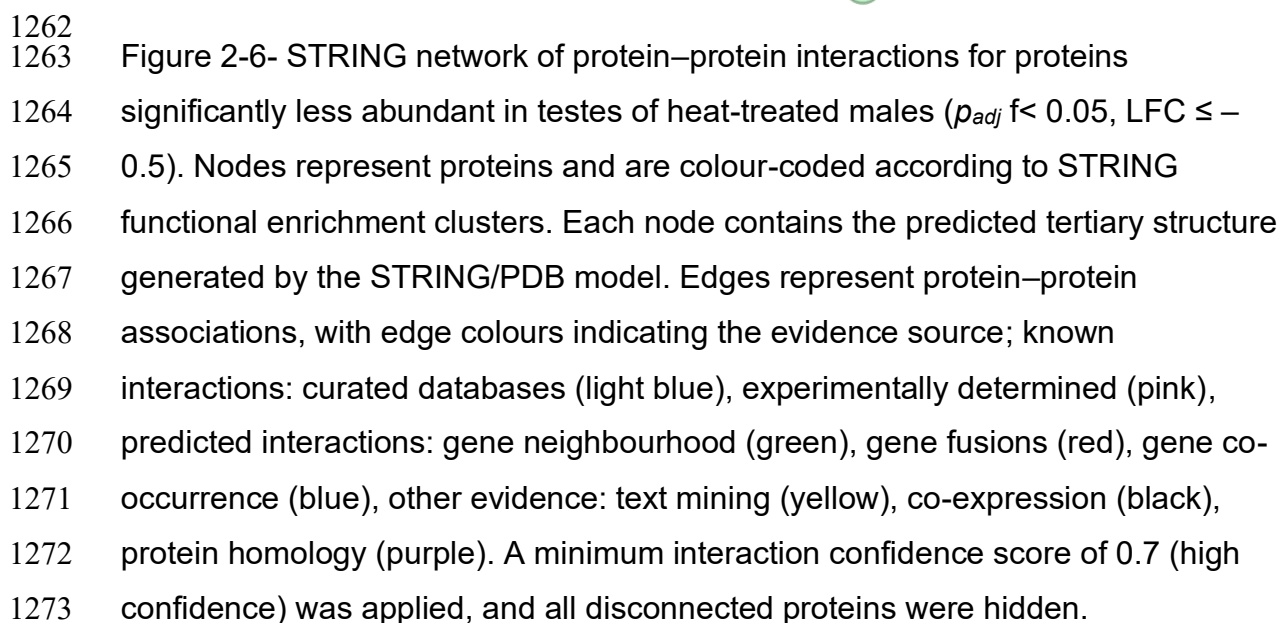 1262
1263 Figure 2-6- STRING network of protein–protein interactions for proteins
1264 significantly less abundant in testes of heat-treated males (padj f< 0.05, LFC ≤ –
1265 0.5). Nodes represent proteins and are colour-coded according to STRING
1266 functional enrichment clusters. Each node contains the predicted tertiary structure
1267 generated by the STRING/PDB model. Edges represent protein–protein
1268 associations, with edge colours indicating the evidence source; known
1269 interactions: curated databases (light blue), experimentally determined (pink),
1270 predicted interactions: gene neighbourhood (green), gene fusions (red), gene co-
1271 occurrence (blue), other evidence: text mining (yellow), co-expression (black),
1272 protein homology (purple). A minimum interaction confidence score of 0.7 (high
1273 confidence) was applied, and all disconnected proteins were hidden.